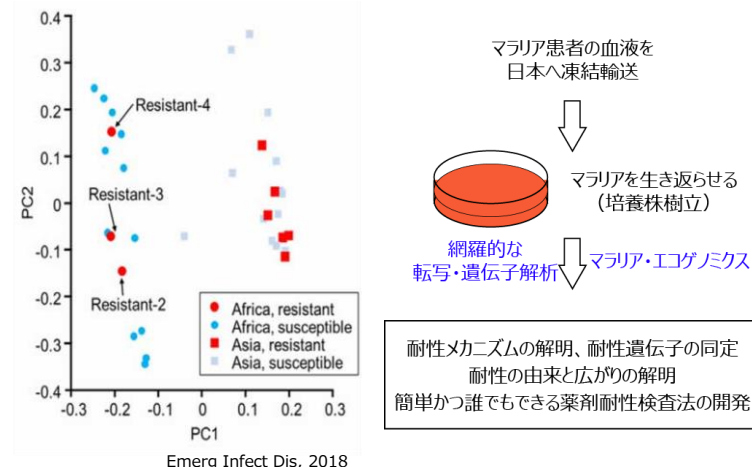 0.4
0.3
0.2
0.1
0
-0.1
-0.2
-0.3
-0.4
PC2
-0.3
-0.2
-0.1
0
0.1
0.2
0.3
PC1
Resistant-4
Resistant-3
Resistant-2
Africa, resistant
Africa, susceptible
Asia, resistant
Asia, susceptible
Emerg Infect Dis, 2018
マラリア患者の血液を
日本へ凍結輸送
マラリアを生き返らせる
（培養株樹立）
網羅的な
転写・遺伝子解析
マラリア・エコゲノミクス
耐性メカニズムの解明、耐性遺伝子の同定
耐性の由来と広がりの解明
簡単かつ誰でもできる薬剤耐性検査法の開発